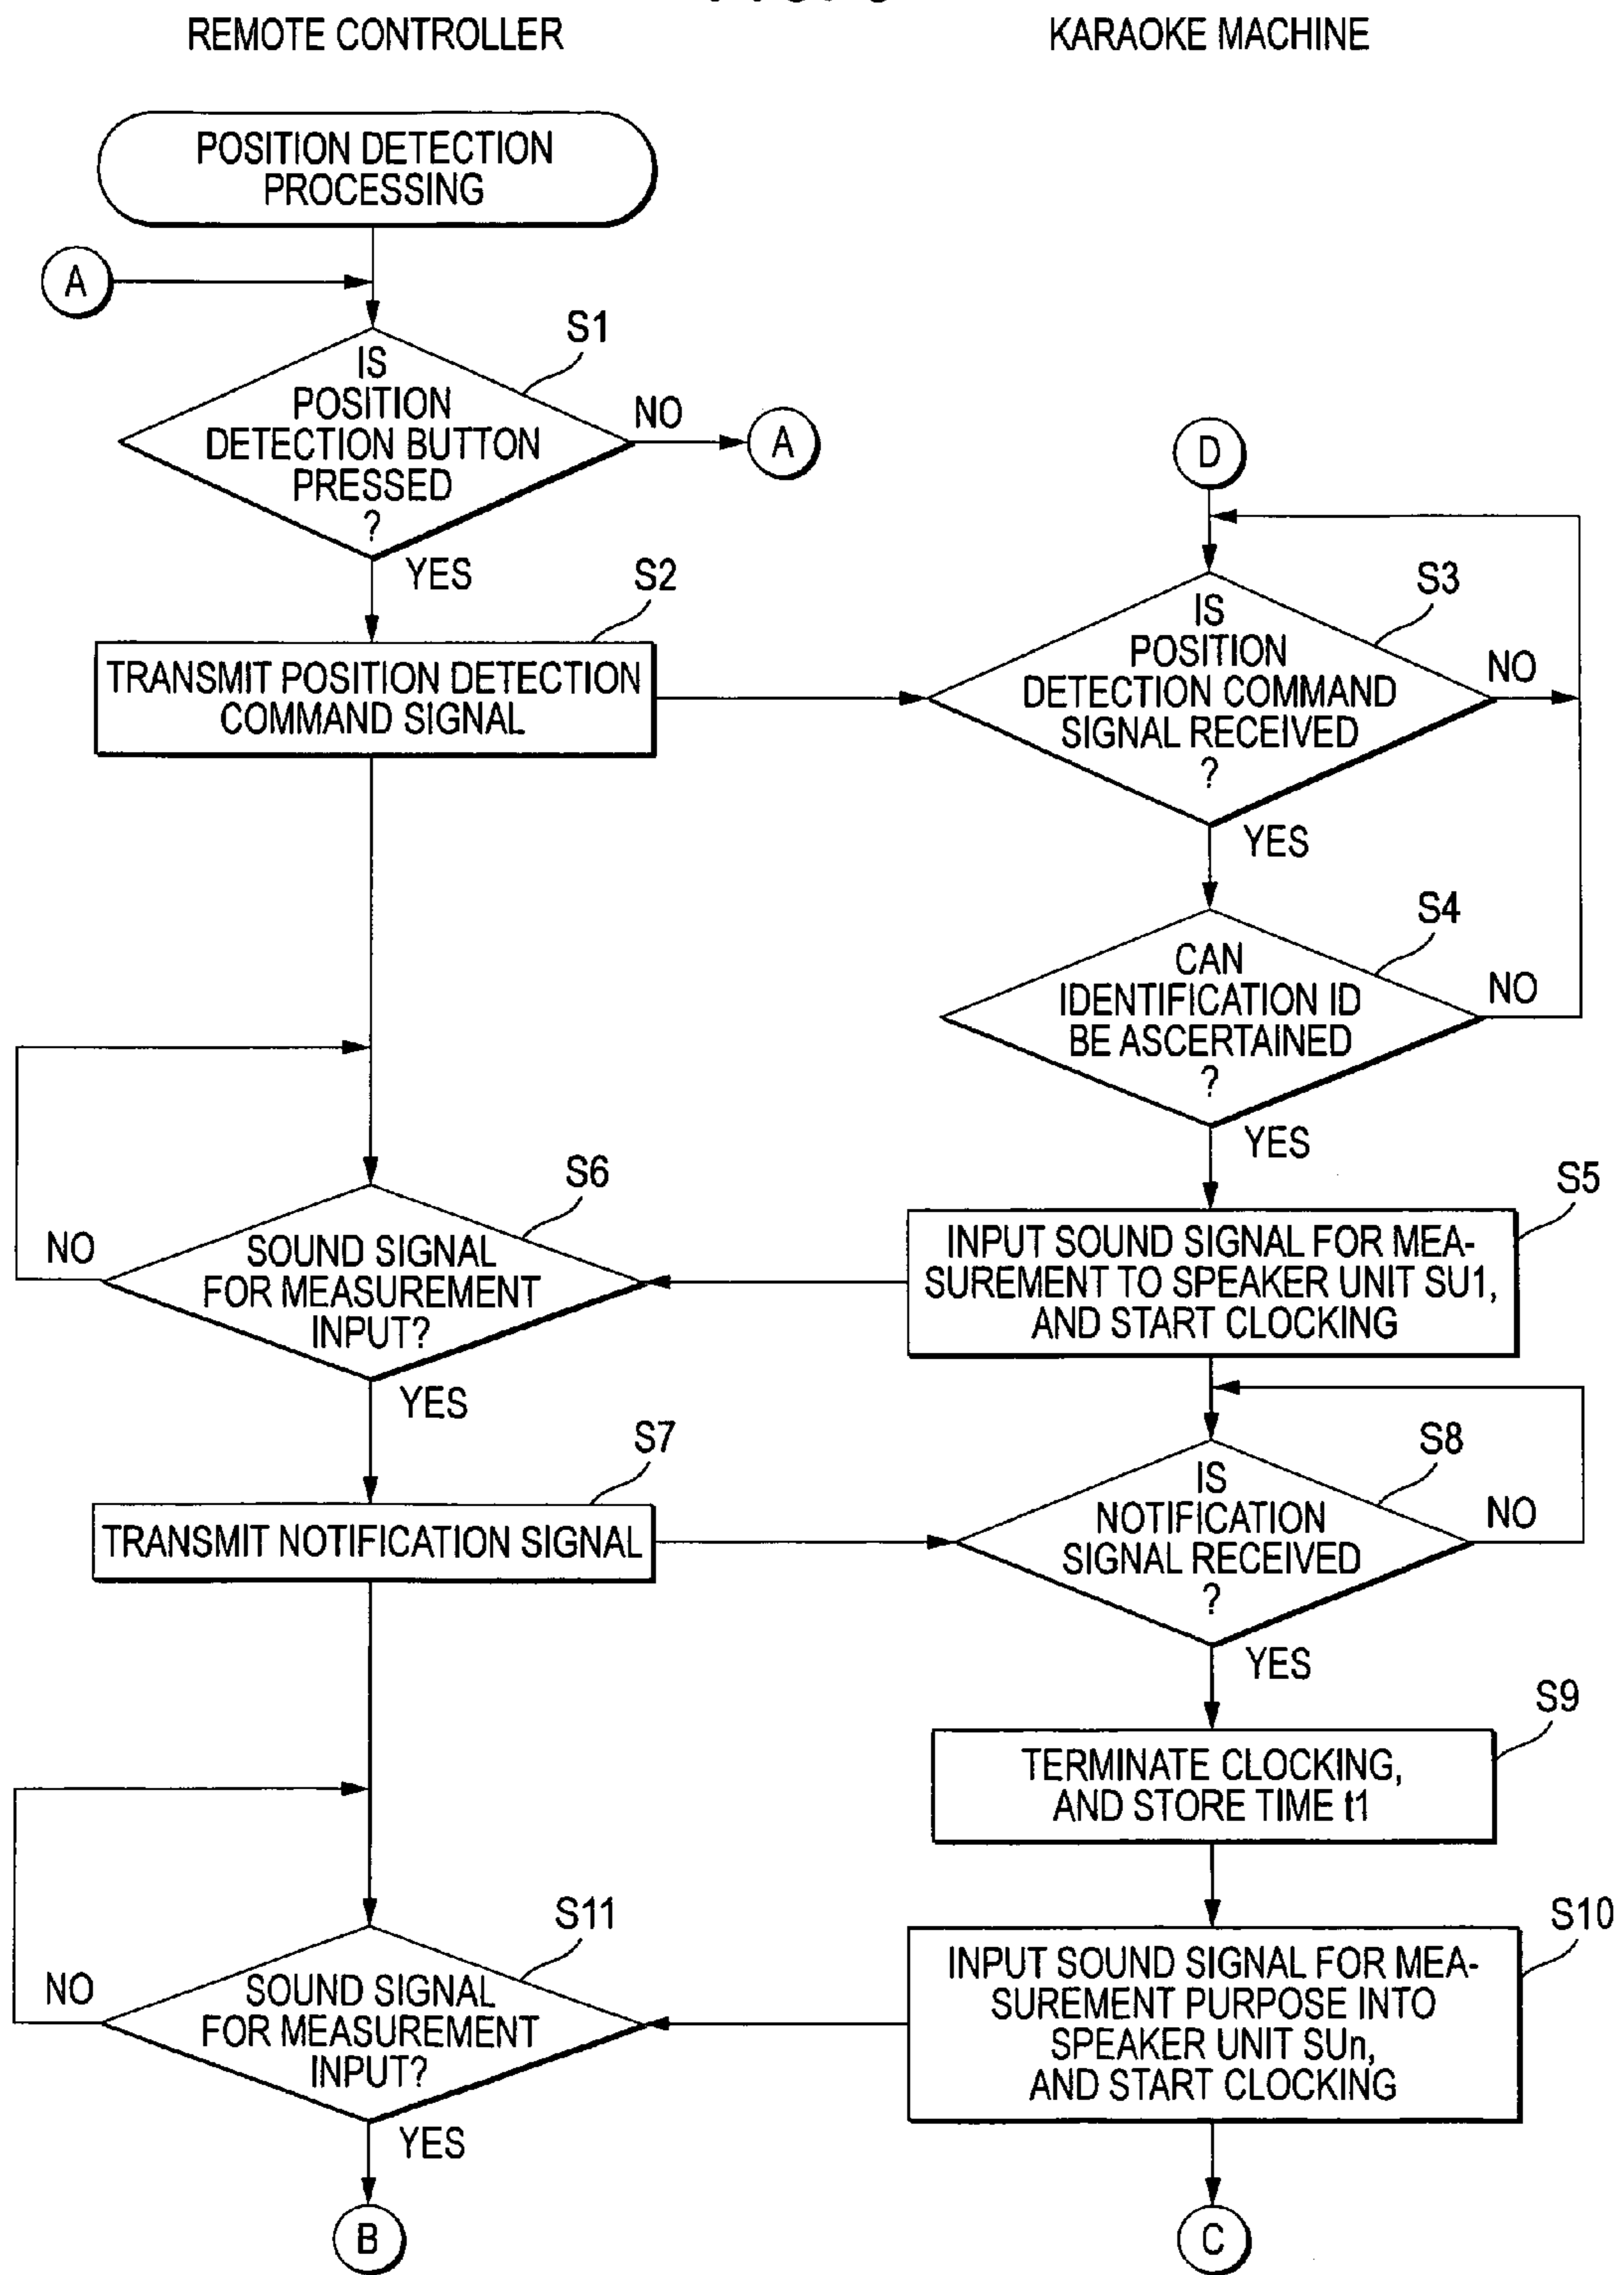 REMOTE CONTROLLER
KARAOKE MACHINE
POSITION DETECTION
PROCESSING
A
S1
IS
POSITION
DETECTION BUTTON
PRESSED
?
NO
A
YES
D
S2
TRANSMIT POSITION DETECTION
COMMAND SIGNAL
S3
IS
POSITION
DETECTION COMMAND
SIGNAL RECEIVED
?
NO
YES
S4
CAN
IDENTIFICATION ID
BE ASCERTAINED
?
NO
YES
S5
INPUT SOUND SIGNAL FOR MEA-
SUREMENT TO SPEAKER UNIT SU1,
AND START CLOCKING
S6
SOUND SIGNAL
FOR MEASUREMENT
INPUT?
NO
YES
S7
TRANSMIT NOTIFICATION SIGNAL
S8
IS
NOTIFICATION
SIGNAL RECEIVED
?
NO
YES
S9
TERMINATE CLOCKING,
AND STORE TIME t1
S10
INPUT SOUND SIGNAL FOR MEA-
SUREMENT PURPOSE INTO
SPEAKER UNIT SUn,
AND START CLOCKING
S11
SOUND SIGNAL
FOR MEASUREMENT
INPUT?
NO
YES
B
C